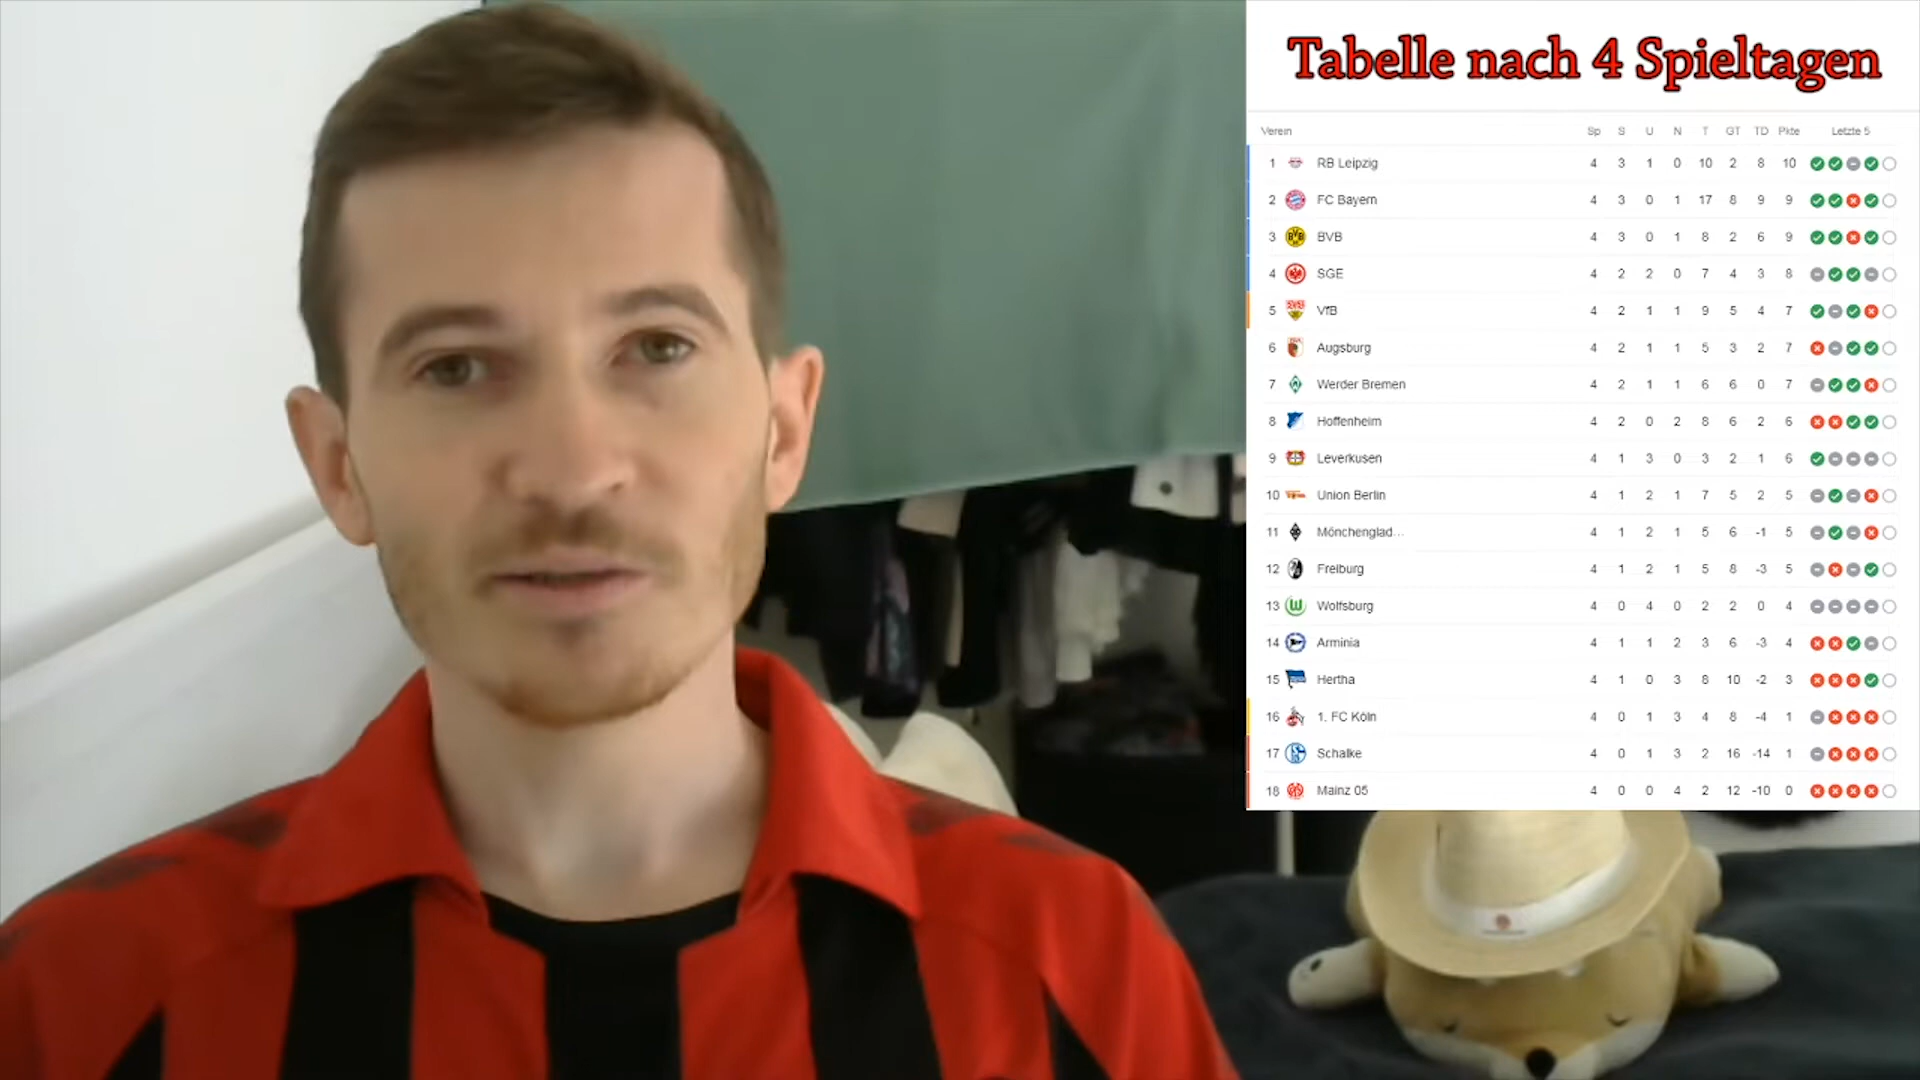 Tabelle nach 4 Spieltagen
Verein Sp S U N T GT TD Pkte Letzte 5
1 RB Leipzig 4 3 1 0 10 2 8 10
2 FC Bayern 4 3 0 1 17 8 9 9
3 BVB 4 3 0 1 8 2 6 9
4 SGE 4 2 2 0 7 4 3 8
5 VfB 4 2 1 1 9 5 4 7
6 Augsburg 4 2 1 1 5 3 2 7
7 Werder Bremen 4 2 1 1 6 6 0 7
8 Hoffenheim 4 2 0 2 8 6 2 6
9 Leverkusen 4 1 3 0 3 2 1 6
10 Union Berlin 4 1 2 1 7 5 2 5
11 Mönchenglad... 4 1 2 1 5 6 -1 5
12 Freiburg 4 1 2 1 5 8 -3 5
13 Wolfsburg 4 0 4 0 2 2 0 4
14 Arminia 4 1 1 2 3 6 -3 4
15 Hertha 4 1 0 3 8 10 -2 3
16 1. FC Köln 4 0 1 3 4 8 -4 1
17 Schalke 4 0 1 3 2 16 -14 1
18 Mainz 05 4 0 0 4 2 12 -10 0